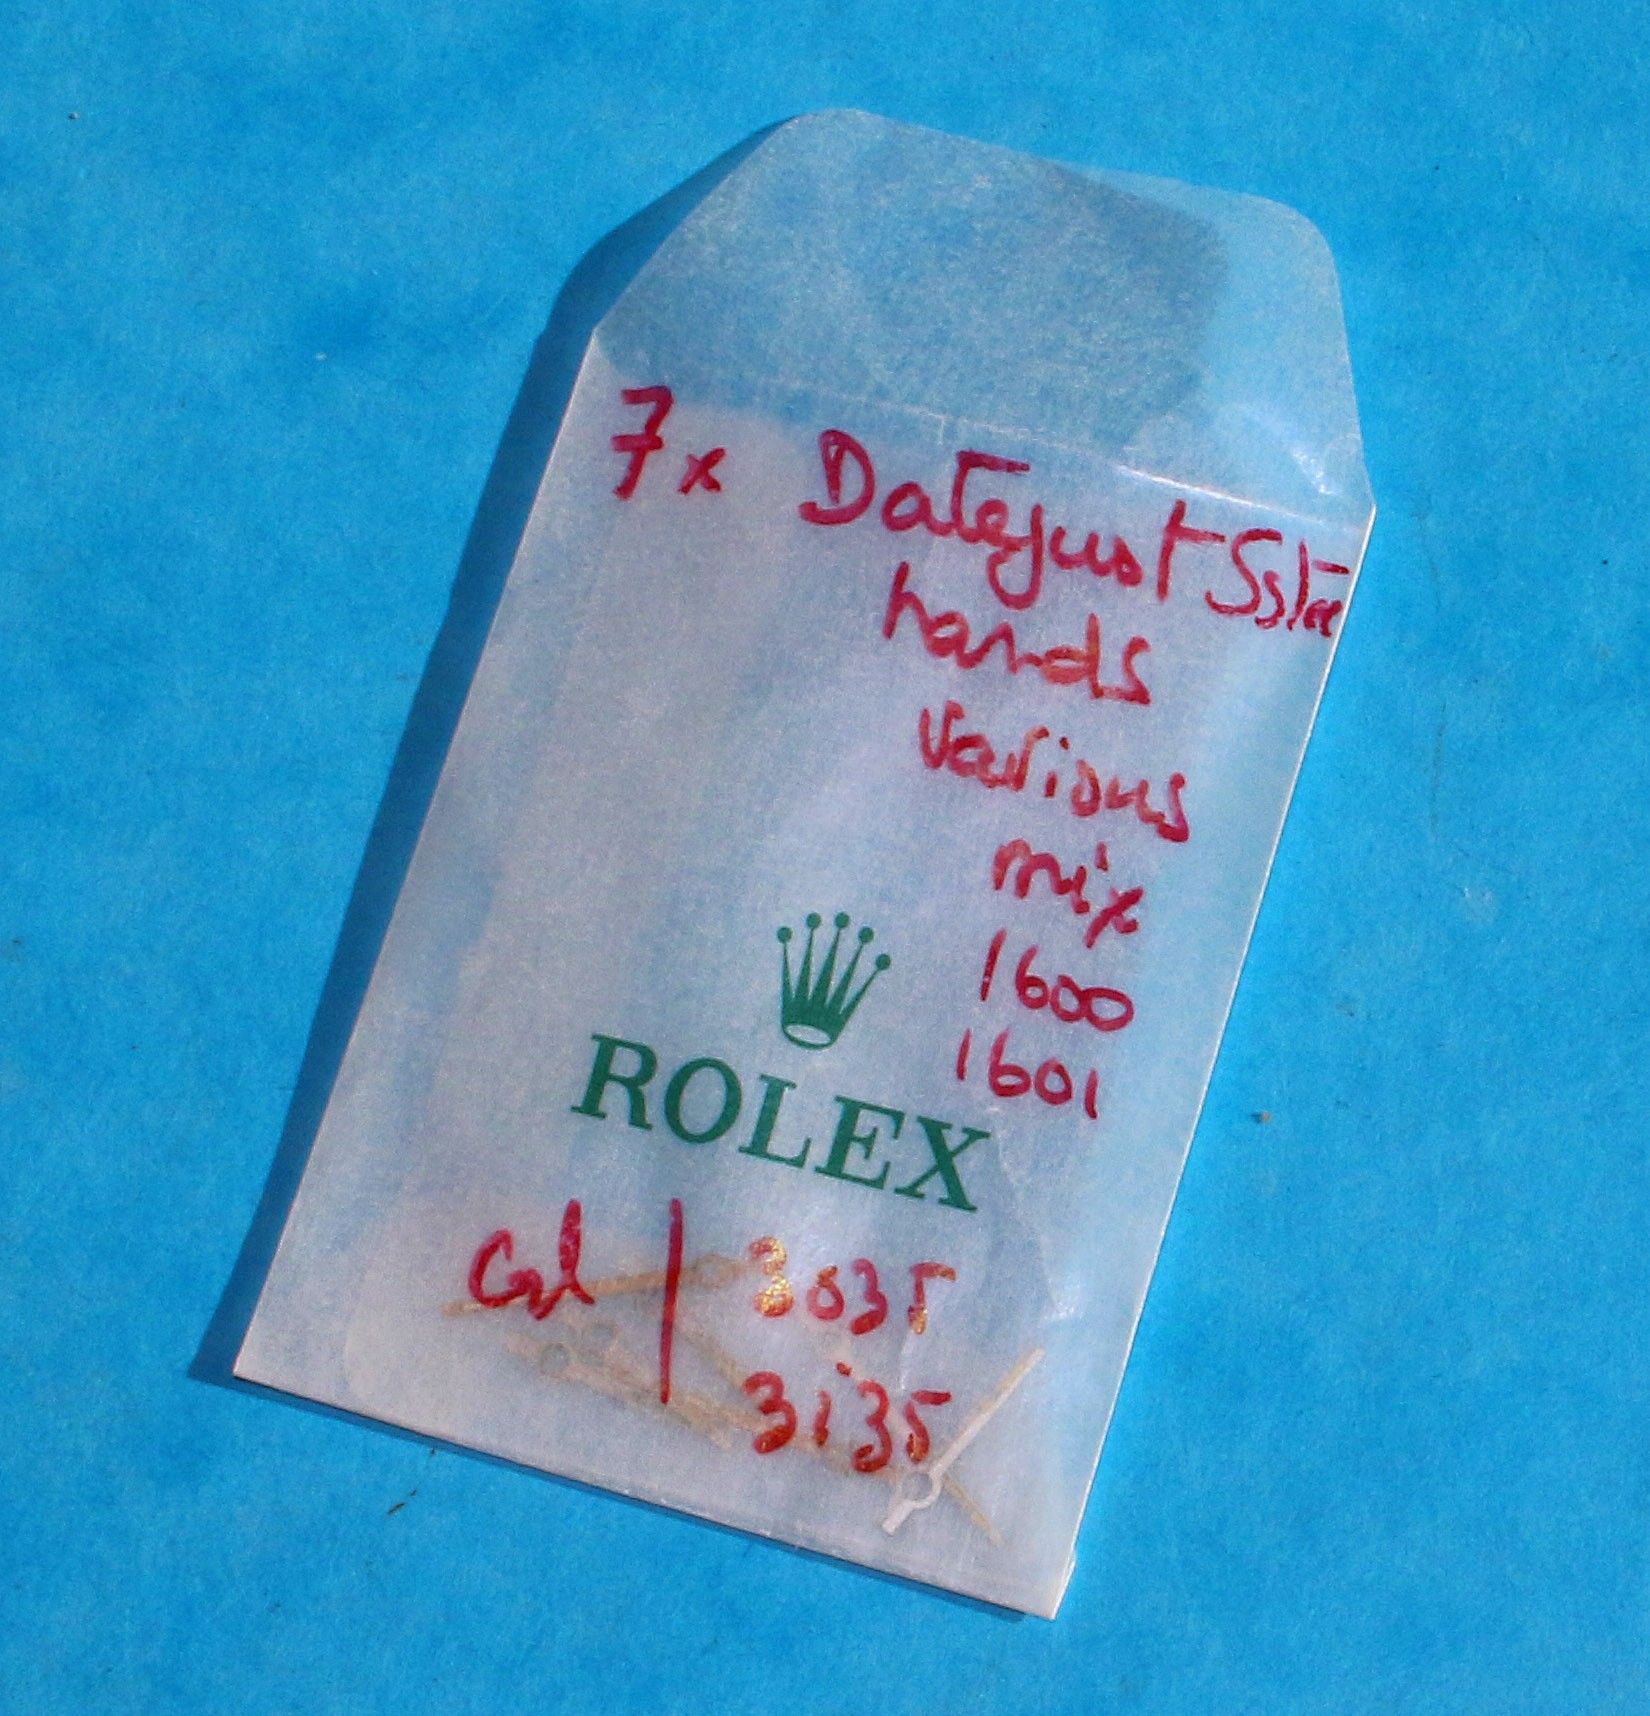 7x Datejust Sstee
hands
various
mix
1600
1601
ROLEX
Cal 3035
3135